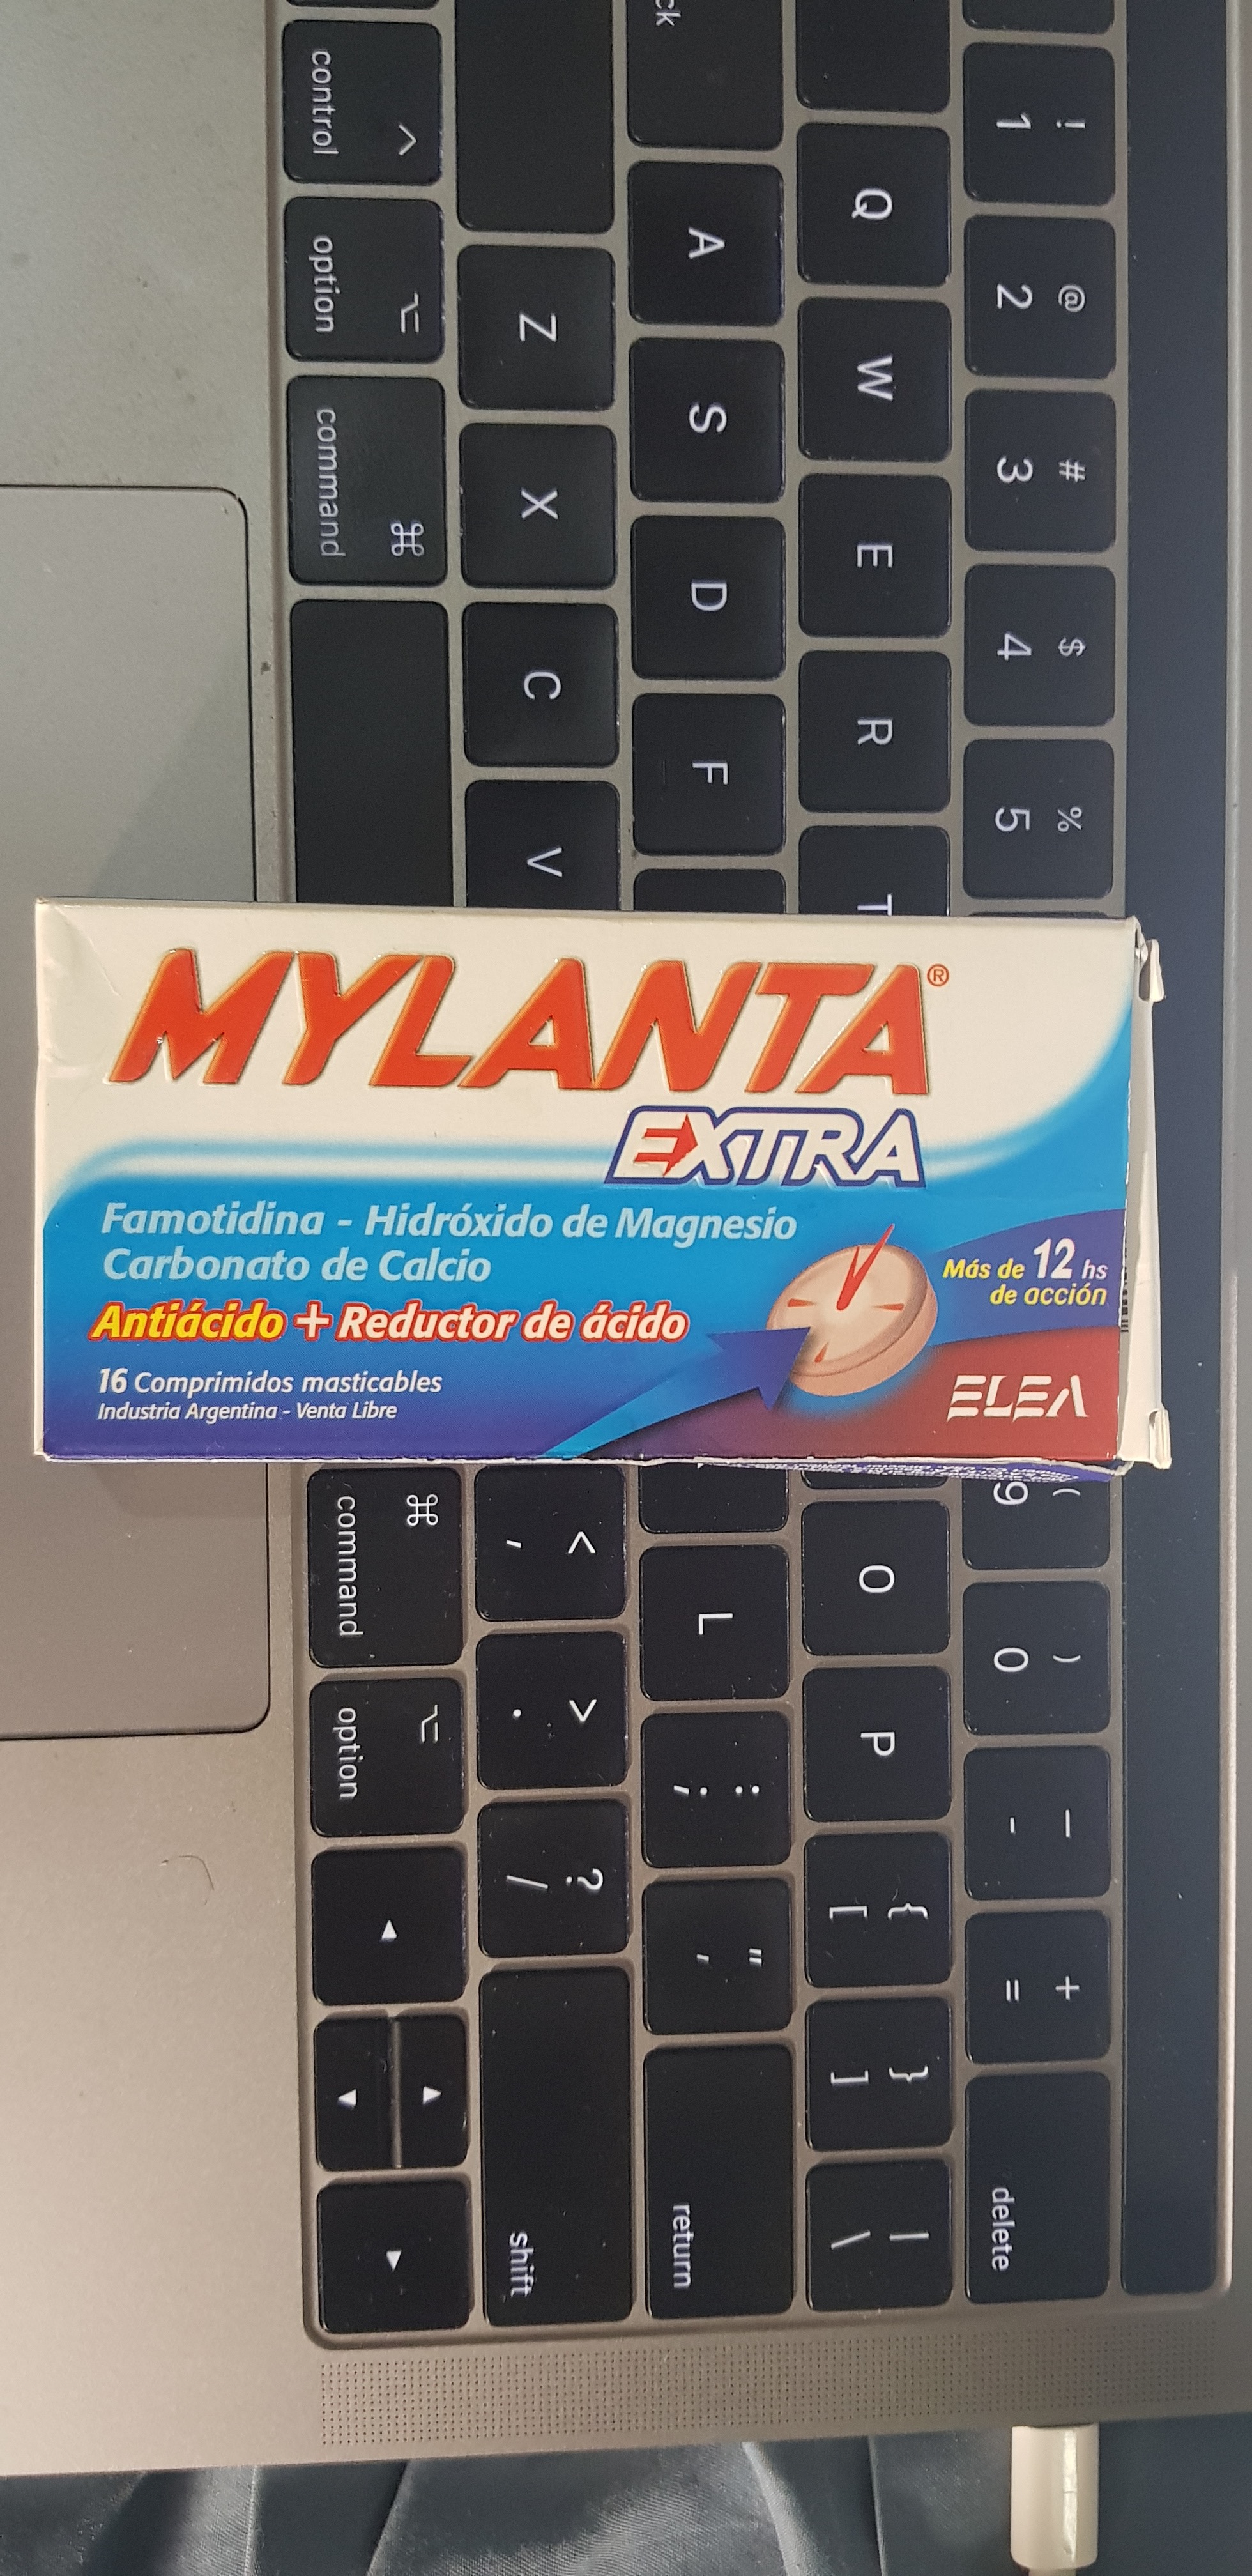 MYLANTA®
EXTRA
Famotidina - Hidróxido de Magnesio
Carbonato de Calcio
Antiácido + Reductor de ácido
16 Comprimidos masticables
Industria Argentina - Venta Libre
Más de 12 hs
de acción
ELEA
control
option
command
command
option
Z
X
C
V
<
,
>
.
?
/
shift
A
S
D
F
L
:
;
"
'
return
Q
W
E
R
T
O
P
{
[
}
]
|
\
!
1
@
2
#
3
$
4
%
5
(
9
)
0
_
-
+
=
delete